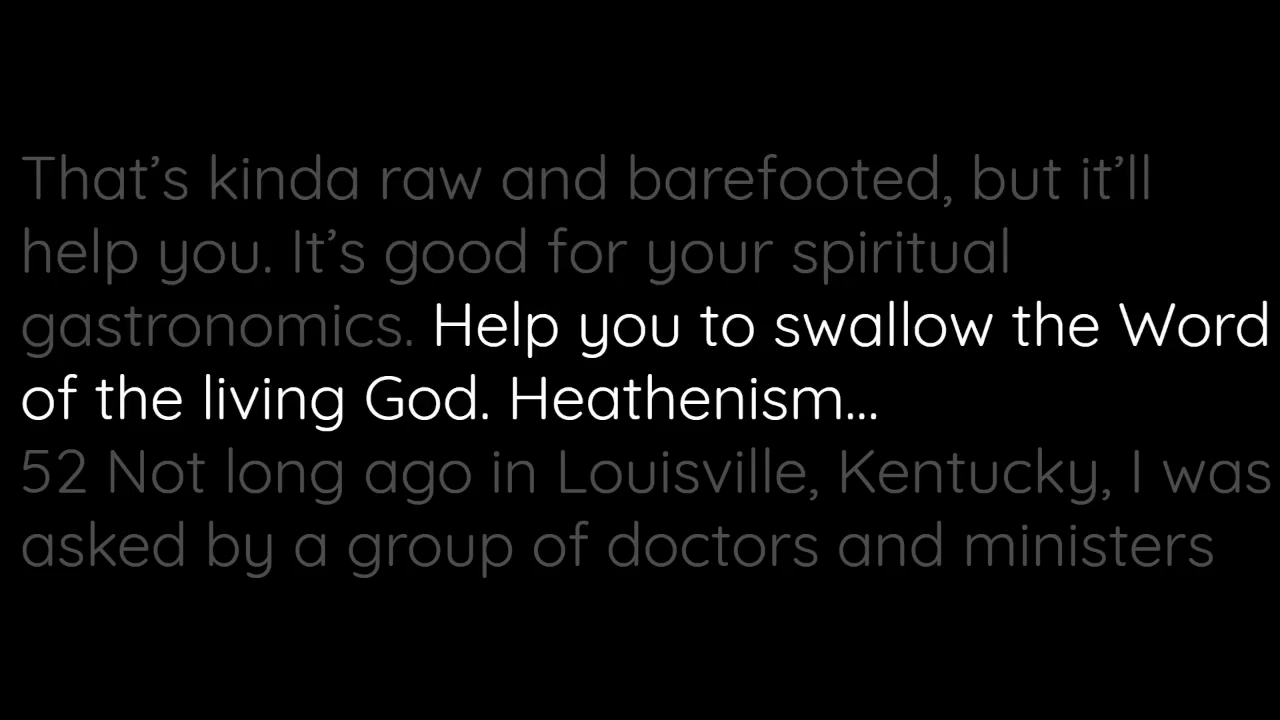 That’s kinda raw and barefooted, but it’ll
help you. It’s good for your spiritual
gastronomics. Help you to swallow the Word
of the living God. Heathenism...
52 Not long ago in Louisville, Kentucky, I was
asked by a group of doctors and ministers